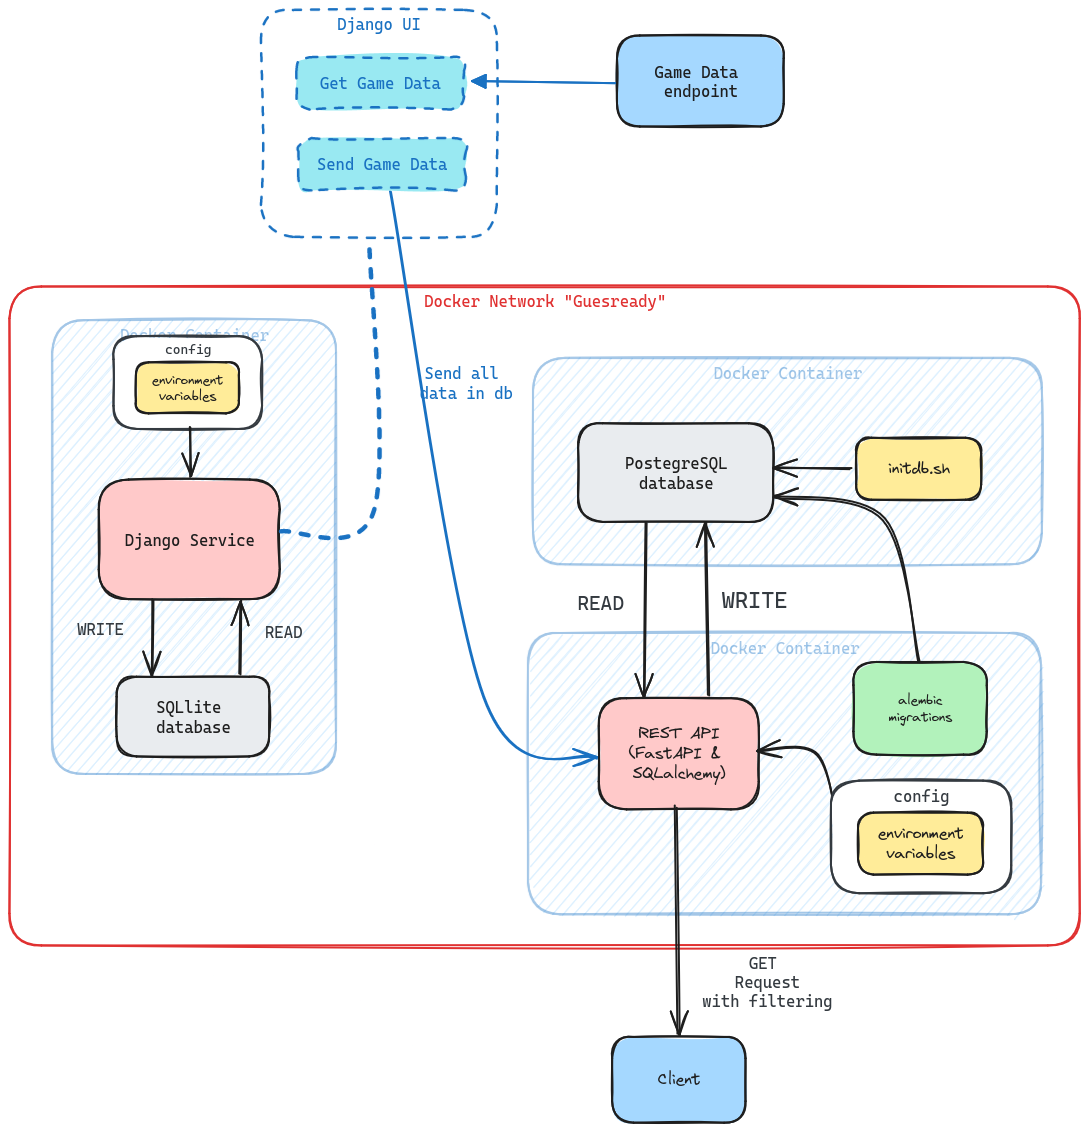 Django UI
Get Game Data
Send Game Data
Game Data
endpoint
Docker Network "Guesready"
Docker Container
config
environment
variables
Django Service
WRITE
READ
SQLlite
database
Send all
data in db
Docker Container
PostegreSQL
database
initdb.sh
READ
WRITE
Docker Container
REST API
(FastAPI &
SQLalchemy)
alembic
migrations
config
environment
variables
GET
Request
with filtering
Client